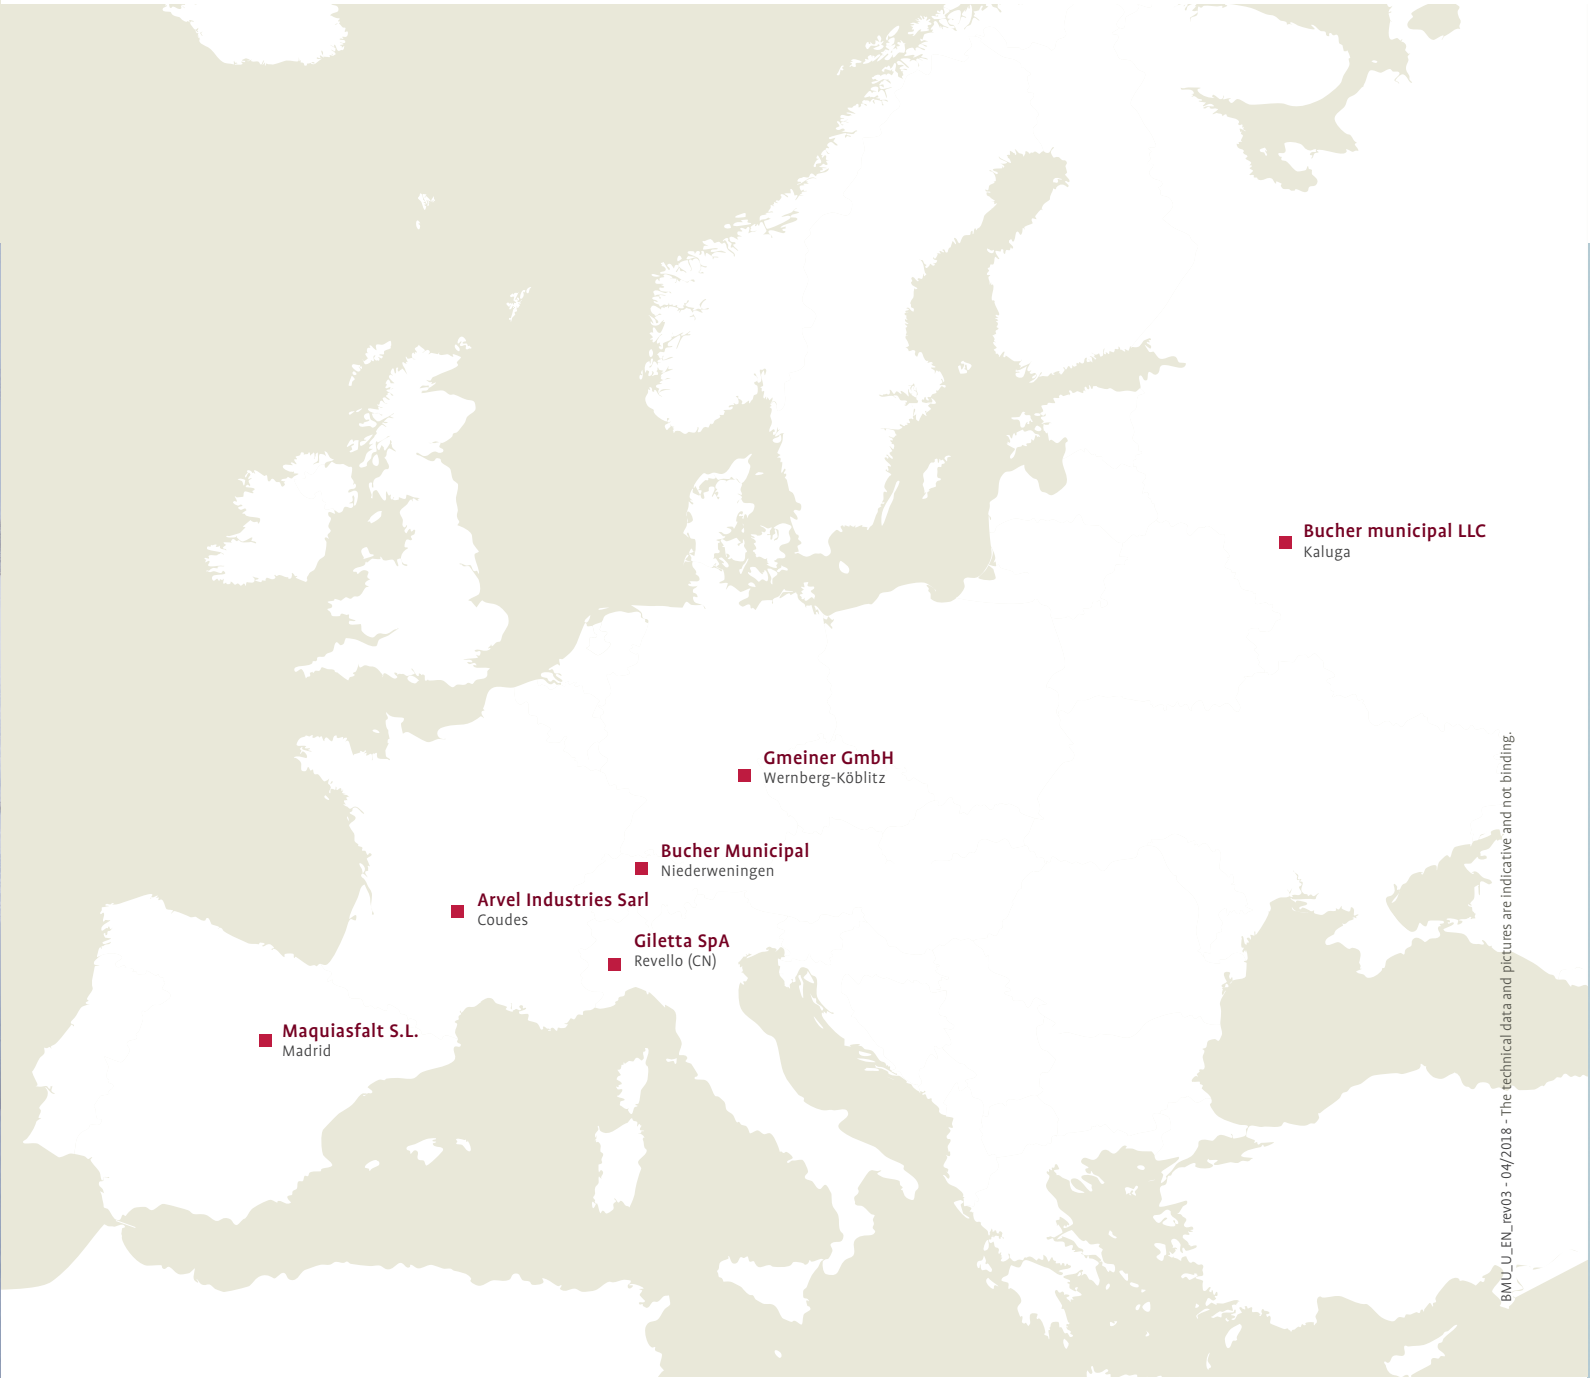 Bucher municipal LLC
Kaluga
Gmeiner GmbH
Wernberg-Köblitz
Bucher Municipal
Niederweningen
Arvel Industries Sarl
Coudes
Giletta SpA
Revello (CN)
Maquiasfalt S.L.
Madrid
BMU_U_EN_rev03 - 04/2018 - The technical data and pictures are indicative and not binding.